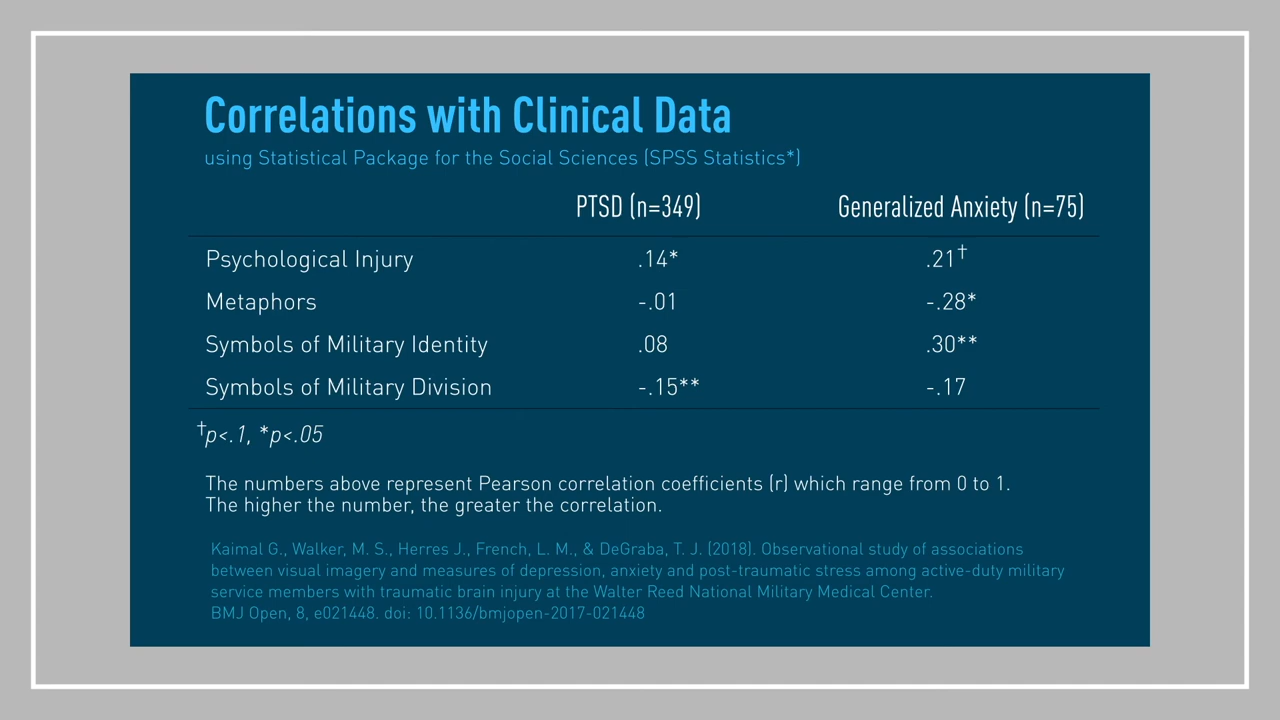 Correlations with Clinical Data
using Statistical Package for the Social Sciences (SPSS Statistics*)
PTSD (n=349) Generalized Anxiety (n=75)
Psychological Injury .14* .21†
Metaphors -.01 -.28*
Symbols of Military Identity .08 .30**
Symbols of Military Division -.15** -.17
†p<.1, *p<.05
The numbers above represent Pearson correlation coefficients (r) which range from 0 to 1.
The higher the number, the greater the correlation.
Kaimal G., Walker, M. S., Herres J., French, L. M., & DeGraba, T. J. (2018). Observational study of associations
between visual imagery and measures of depression, anxiety and post-traumatic stress among active-duty military
service members with traumatic brain injury at the Walter Reed National Military Medical Center.
BMJ Open, 8, e021448. doi: 10.1136/bmjopen-2017-021448